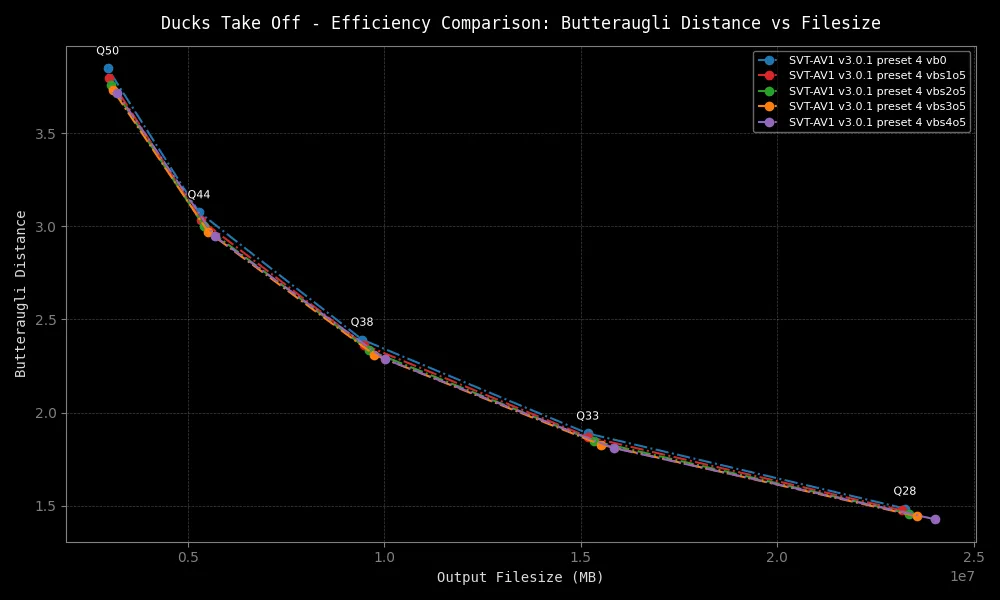 Ducks Take Off - Efficiency Comparison: Butteraugli Distance vs Filesize
Q50
SVT-AV1 v3.0.1 preset 4 vb0
SVT-AV1 v3.0.1 preset 4 vbs1o5
SVT-AV1 v3.0.1 preset 4 vbs2o5
SVT-AV1 v3.0.1 preset 4 vbs3o5
SVT-AV1 v3.0.1 preset 4 vbs4o5
3.5
Q44
3.0
Q38
2.5
Q33
2.0
Q28
1.5
Butteraugli Distance
0.5 1.0 1.5 2.0 2.5
1e7
Output Filesize (MB)